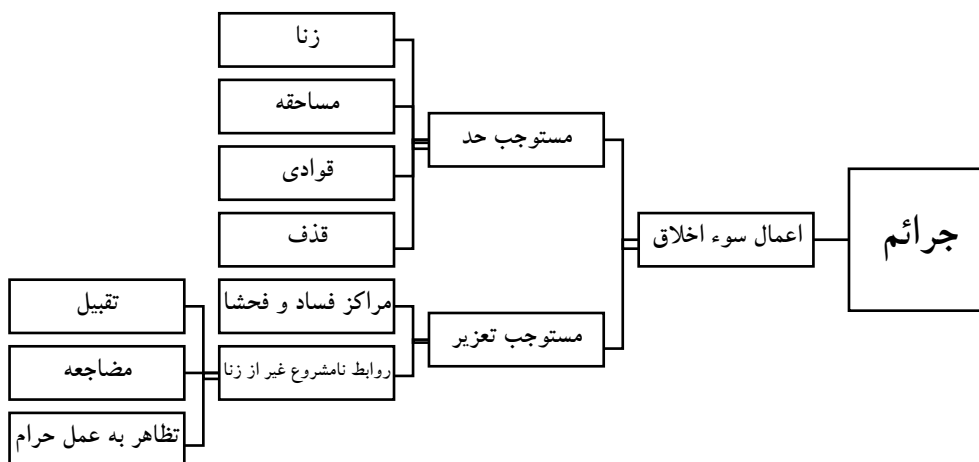 جرائم
اعمال سوء اخلاق
مستوجب حد
زنا
مساحقه
قوادی
قذف
مستوجب تعزیر
مراکز فساد و فحشا
روابط نامشروع غیر از زنا
تقبیل
مضاجعه
تظاهر به عمل حرام